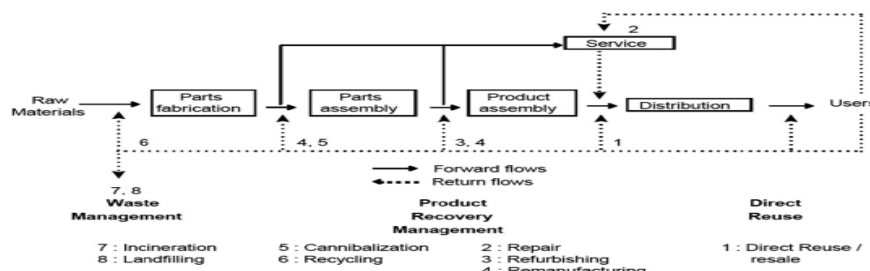 2
Service
Raw
Materials
Parts
fabrication
Parts
assembly
Product
assembly
Distribution
Users
6
4, 5
3, 4
1
Forward flows
Return flows
7, 8
Waste
Management
Product
Recovery
Management
Direct
Reuse
7 : Incineration
8 : Landfilling
5 : Cannibalization
6 : Recycling
2 : Repair
3 : Refurbishing
4 : Remanufacturing
1 : Direct Reuse /
resale